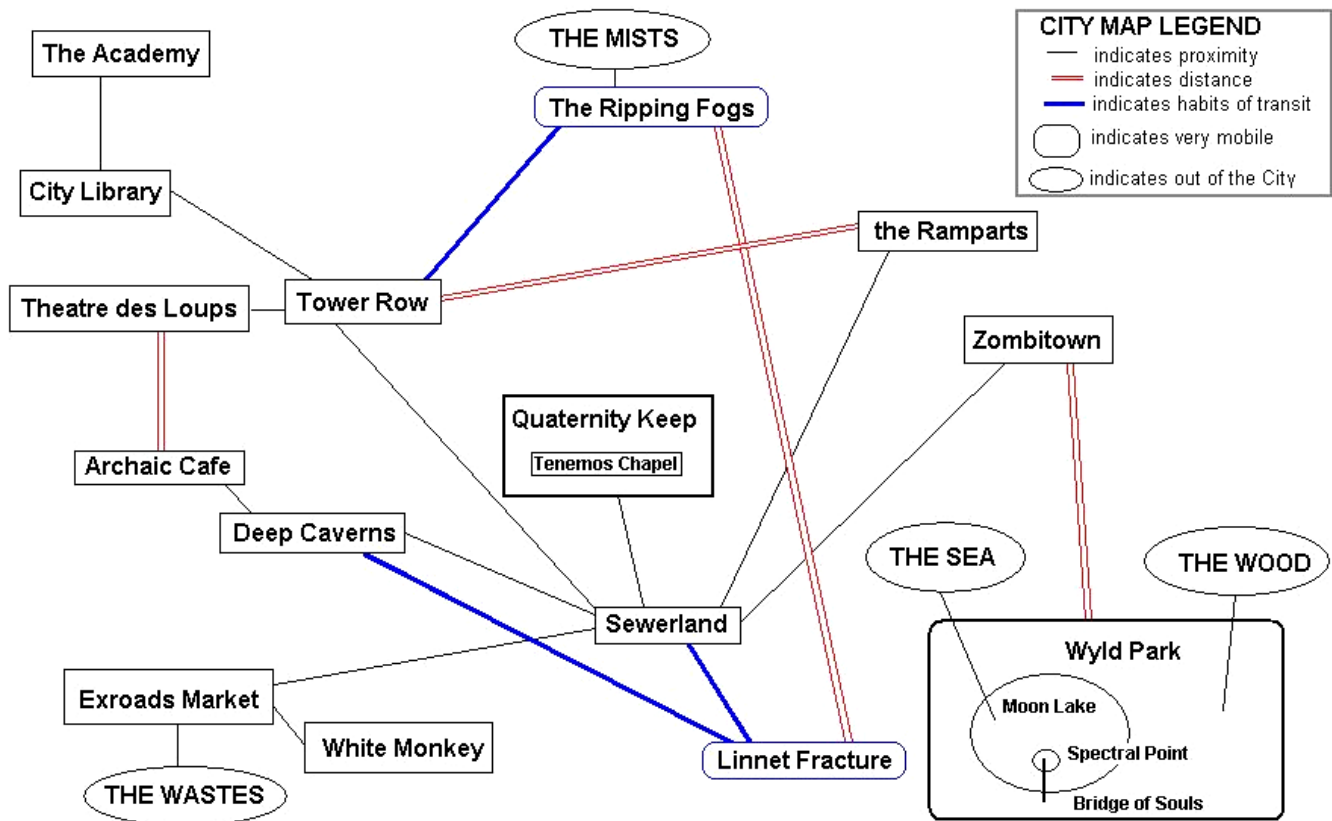 THE MISTS
CITY MAP LEGEND
indicates proximity
indicates distance
indicates habits of transit
indicates very mobile
indicates out of the City
The Academy
The Ripping Fogs
City Library
the Ramparts
Theatre des Loups
Tower Row
Zombitown
Quaternity Keep
Tenemos Chapel
Archaic Cafe
Deep Caverns
THE SEA
THE WOOD
Sewerland
Wyld Park
Exroads Market
Moon Lake
White Monkey
Linnet Fracture
Spectral Point
THE WASTES
Bridge of Souls